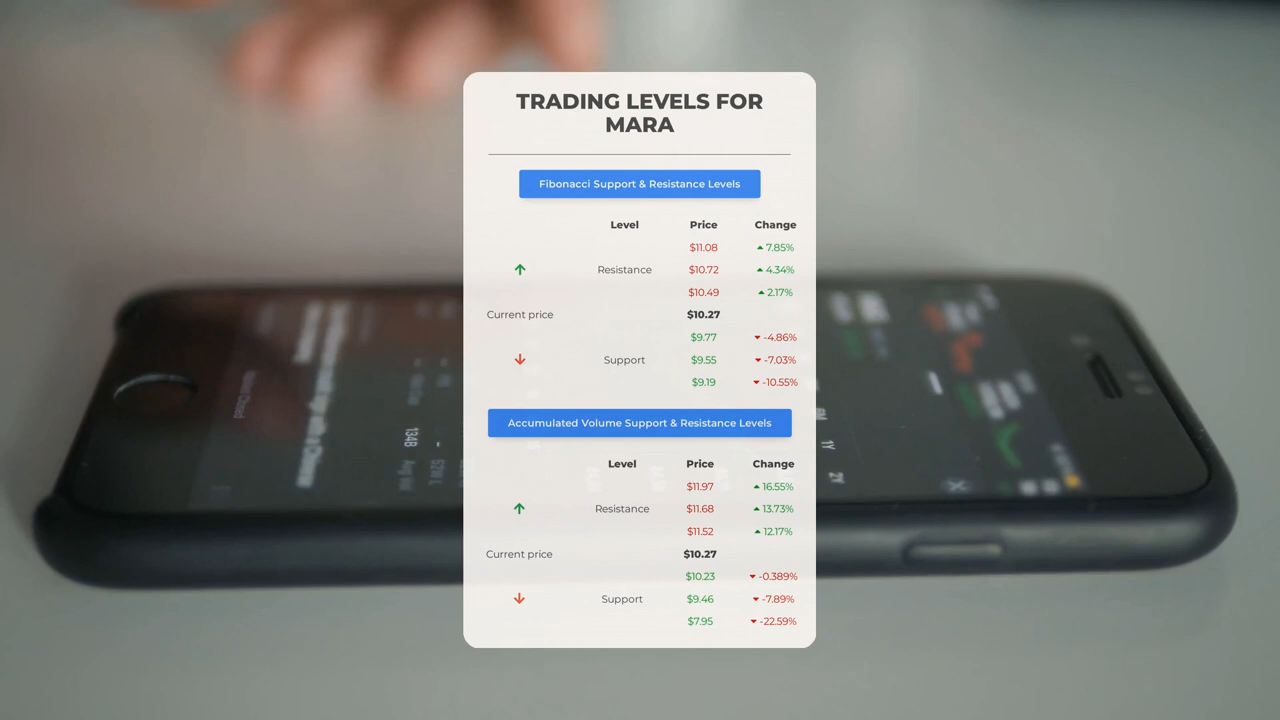 TRADING LEVELS FOR
MARA
Fibonacci Support & Resistance Levels
Level Price Change
$11.08 7.85%
Resistance $10.72 4.34%
$10.49 2.17%
Current price $10.27
$9.77 -4.86%
Support $9.55 -7.03%
$9.19 -10.55%
Accumulated Volume Support & Resistance Levels
Level Price Change
$11.97 16.55%
Resistance $11.68 13.73%
$11.52 12.17%
Current price $10.27
$10.23 -0.389%
Support $9.46 -7.89%
$7.95 -22.59%
134B
1Y
2Y